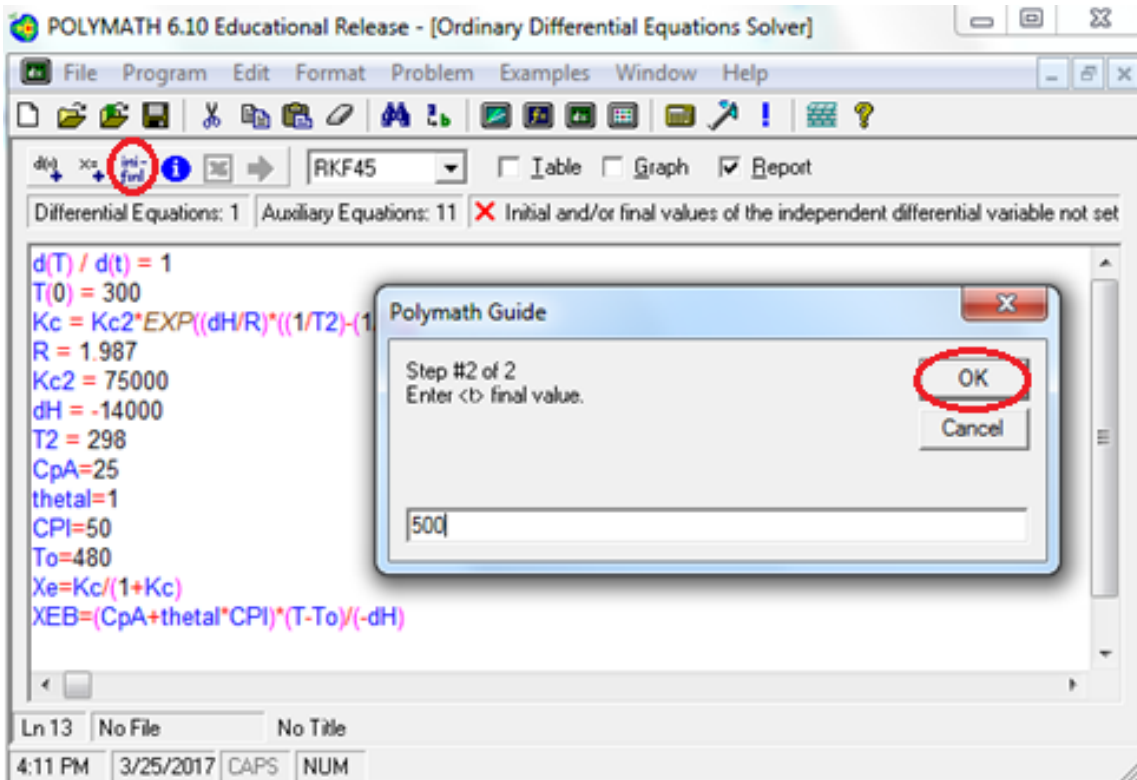 POLYMATH 6.10 Educational Release - [Ordinary Differential Equations Solver]
File Program Edit Format Problem Examples Window Help
d(x) x= ini- finl RKF45 Table Graph Report
Differential Equations: 1 Auxiliary Equations: 11 Initial and/or final values of the independent differential variable not set
d(T) / d(t) = 1
T(0) = 300
Kc = Kc2*EXP((dH/R)*((1/T2)-(1
R = 1.987
Kc2 = 75000
dH = -14000
T2 = 298
CpA=25
thetaI=1
CPI=50
To=480
Xe=Kc/(1+Kc)
XEB=(CpA+thetaI*CPI)*(T-To)/(-dH)
Polymath Guide
Step #2 of 2
Enter <t> final value.
OK
Cancel
500
Ln 13 No File No Title
4:11 PM 3/25/2017 CAPS NUM